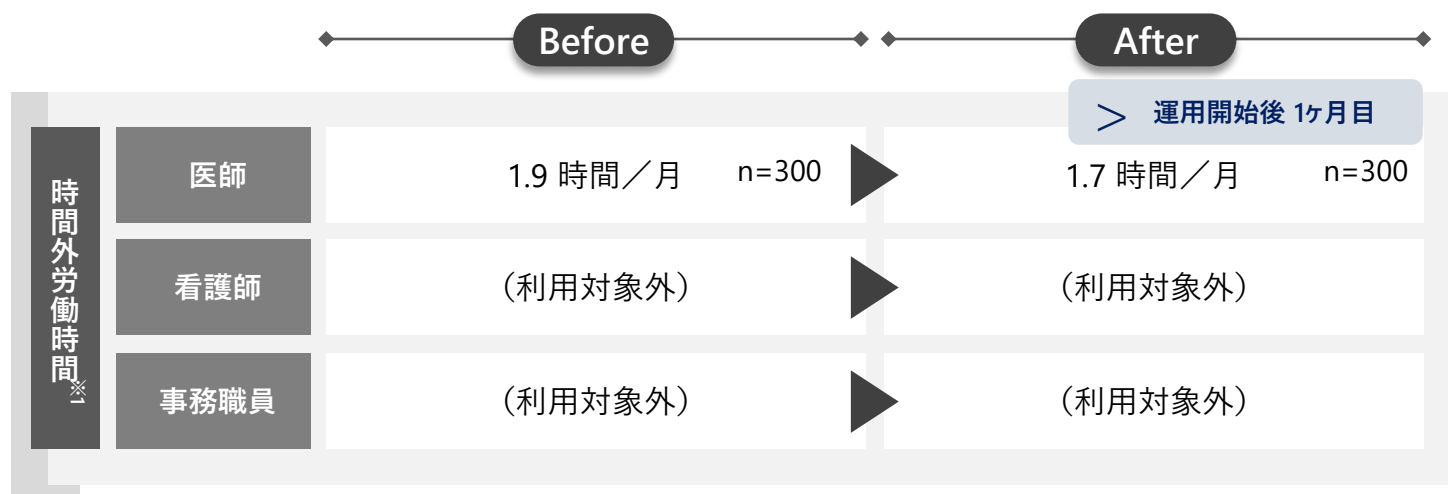 Before
After
> 運用開始後 1ヶ月目
時間外労働時間※1
医師
1.9 時間／月 n=300
1.7 時間／月 n=300
看護師
（利用対象外）
（利用対象外）
事務職員
（利用対象外）
（利用対象外）